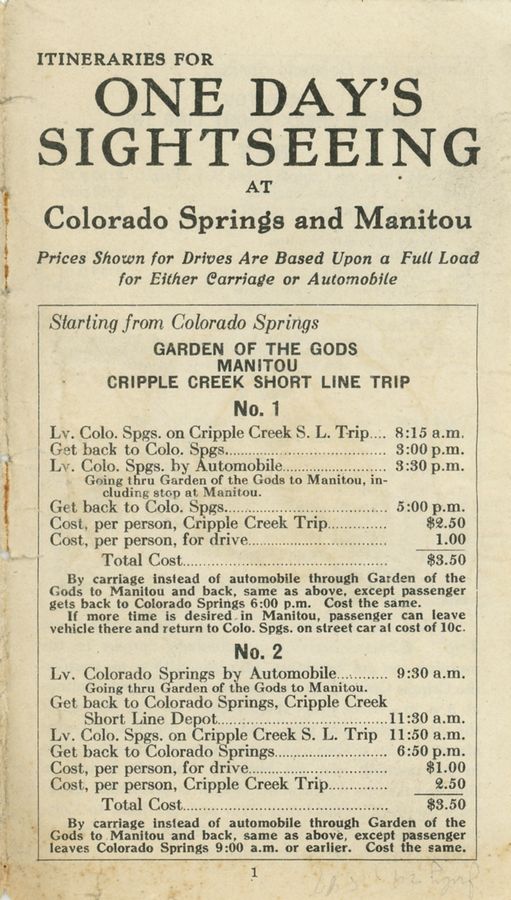 ITINERARIES FOR
ONE DAY'S
SIGHTSEEING
AT
Colorado Springs and Manitou
Prices Shown for Drives Are Based Upon a Full Load
for Either Carriage or Automobile
Starting from Colorado Springs
GARDEN OF THE GODS
MANITOU
CRIPPLE CREEK SHORT LINE TRIP
No. 1
Lv. Colo. Spgs. on Cripple Creek S. L. Trip.... 8:15 a.m.
Get back to Colo. Spgs.................................. 3:00 p.m.
Lv. Colo. Spgs. by Automobile...................... 3:30 p.m.
Going thru Garden of the Gods to Manitou, in-
cluding stop at Manitou.
Get back to Colo. Spgs.................................. 5:00 p.m.
Cost, per person, Cripple Creek Trip............. $2.50
Cost, per person, for drive............................. 1.00
Total Cost........................................... $3.50
By carriage instead of automobile through Garden of the
Gods to Manitou and back, same as above, except passenger
gets back to Colorado Springs 6:00 p.m. Cost the same.
If more time is desired in Manitou, passenger can leave
vehicle there and return to Colo. Spgs. on street car at cost of 10c.
No. 2
Lv. Colorado Springs by Automobile........... 9:30 a.m.
Going thru Garden of the Gods to Manitou.
Get back to Colorado Springs, Cripple Creek
Short Line Depot.................................... 11:30 a.m.
Lv. Colo. Spgs. on Cripple Creek S. L. Trip 11:50 a.m.
Get back to Colorado Springs........................ 6:50 p.m.
Cost, per person, for drive............................. $1.00
Cost, per person, Cripple Creek Trip............. 2.50
Total Cost........................................... $3.50
By carriage instead of automobile through Garden of the
Gods to Manitou and back, same as above, except passenger
leaves Colorado Springs 9:00 a.m. or earlier. Cost the same.
1